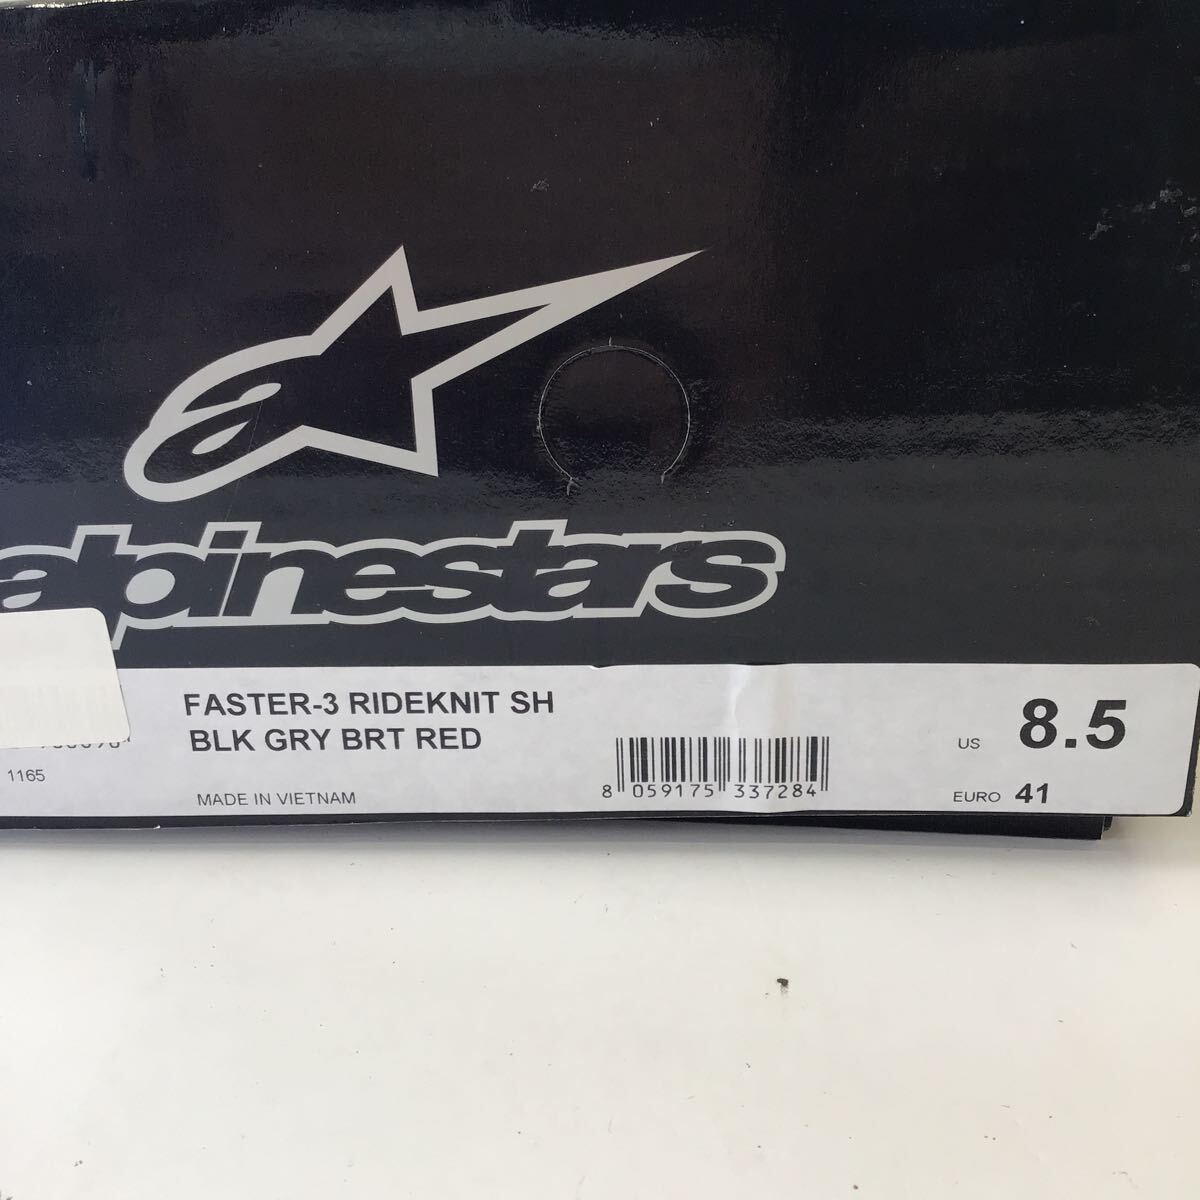 alpinestars
FASTER-3 RIDEKNIT SH
BLK GRY BRT RED
1165
MADE IN VIETNAM
8 059175 337284
US 8.5
EURO 41